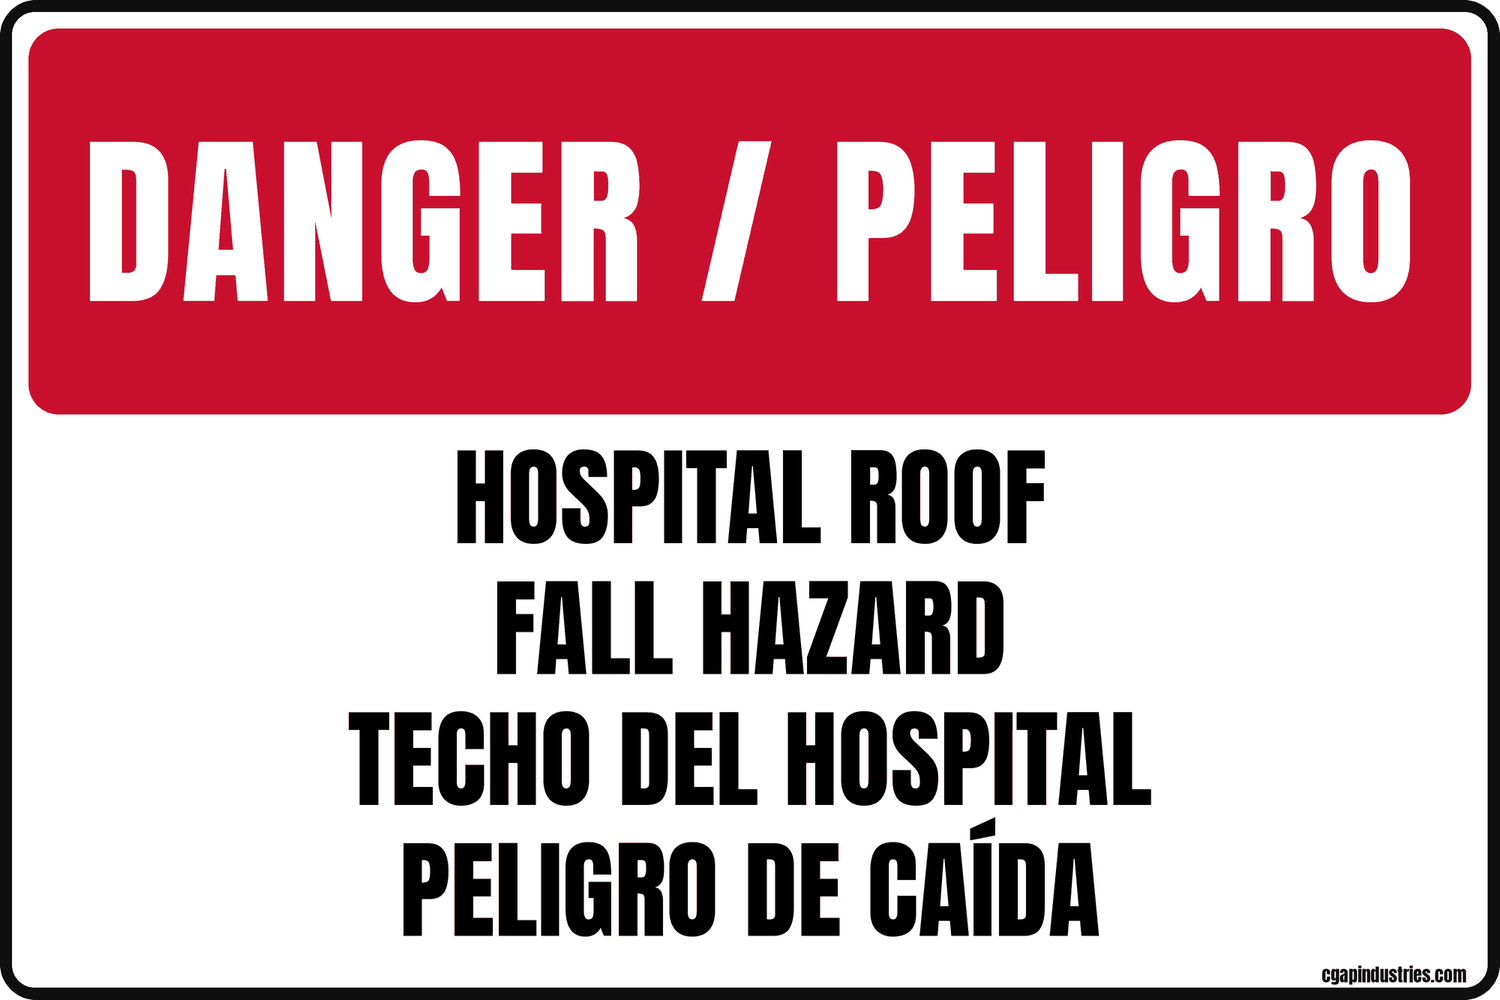 DANGER / PELIGRO
HOSPITAL ROOF
FALL HAZARD
TECHO DEL HOSPITAL
PELIGRO DE CAÍDA
cgapindustries.com